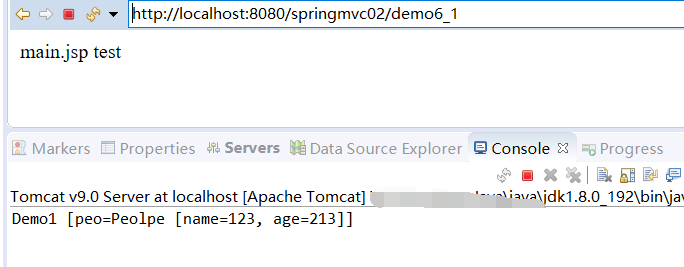 http://localhost:8080/springmvc02/demo6_1
main.jsp test
Markers Properties Servers Data Source Explorer Console Progress
Tomcat v9.0 Server at localhost [Apache Tomcat] \java\jdk1.8.0_192\bin\jav
Demo1 [peo=Peolpe [name=123, age=213]]